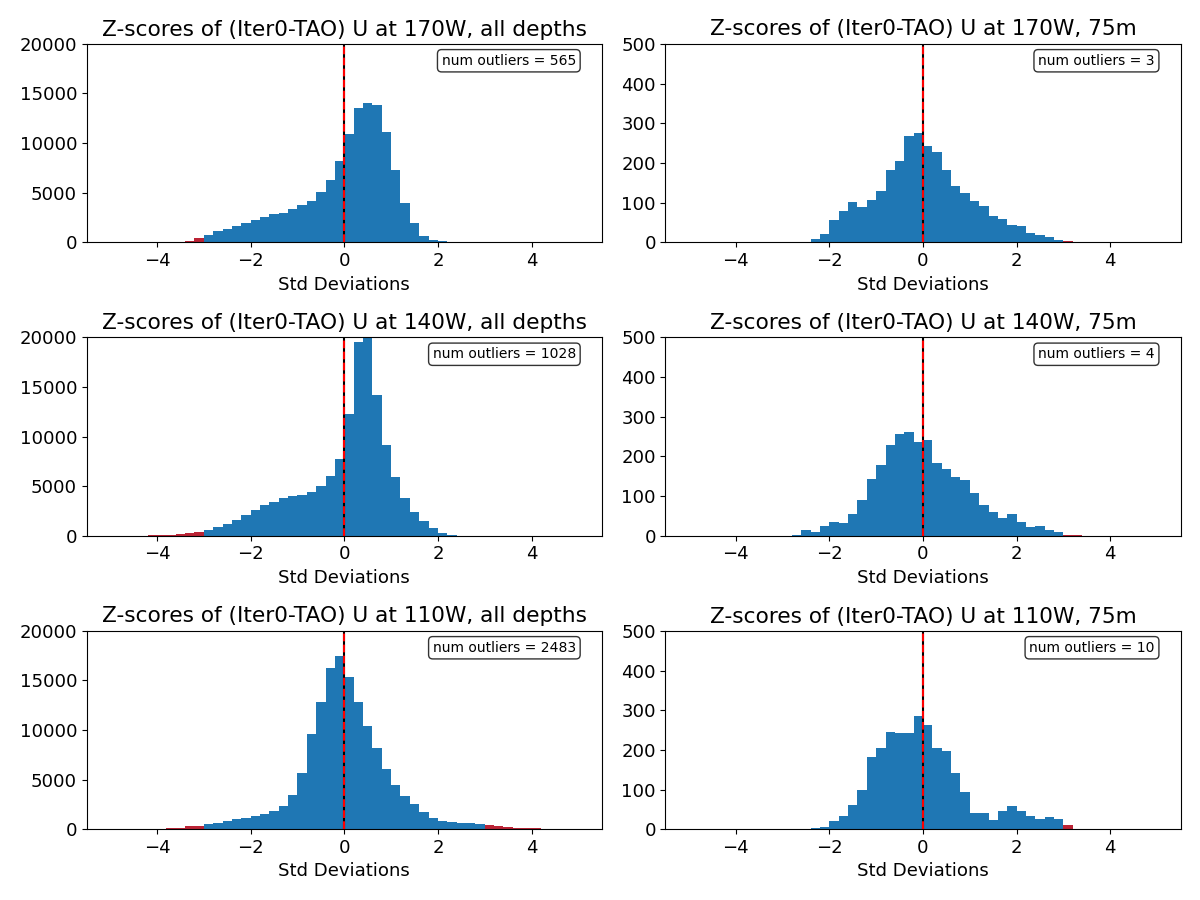 Z-scores of (Iter0-TAO) U at 170W, all depths
num outliers = 565
20000
15000
10000
5000
0
−4 −2 0 2 4
Std Deviations
Z-scores of (Iter0-TAO) U at 170W, 75m
num outliers = 3
500
400
300
200
100
0
−4 −2 0 2 4
Std Deviations
Z-scores of (Iter0-TAO) U at 140W, all depths
num outliers = 1028
20000
15000
10000
5000
0
−4 −2 0 2 4
Std Deviations
Z-scores of (Iter0-TAO) U at 140W, 75m
num outliers = 4
500
400
300
200
100
0
−4 −2 0 2 4
Std Deviations
Z-scores of (Iter0-TAO) U at 110W, all depths
num outliers = 2483
20000
15000
10000
5000
0
−4 −2 0 2 4
Std Deviations
Z-scores of (Iter0-TAO) U at 110W, 75m
num outliers = 10
500
400
300
200
100
0
−4 −2 0 2 4
Std Deviations